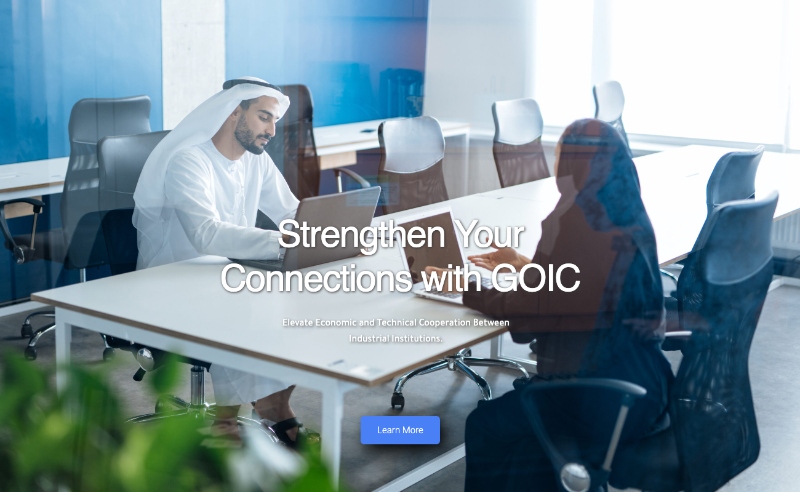 Strengthen Your
Connections with GOIC
Elevate Economic and Technical Cooperation Between
Industrial Institutions.
Learn More